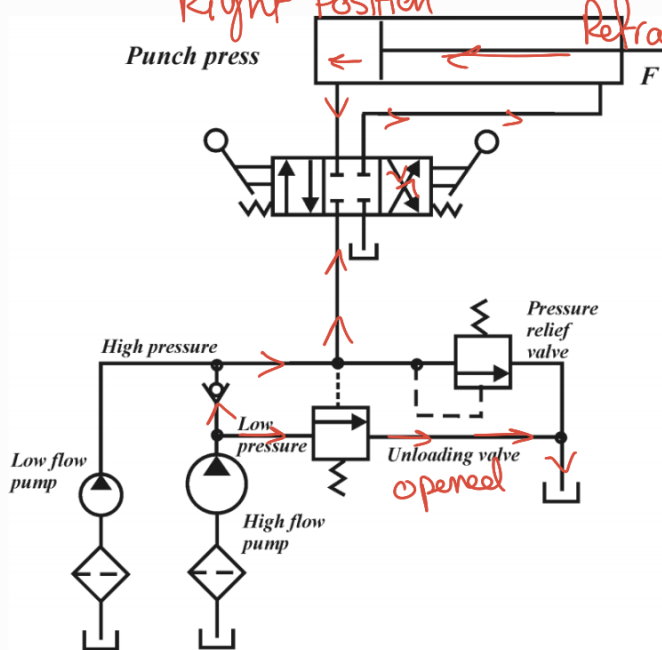 Right Position
Punch press
Retra
F
High pressure
Pressure
relief
valve
Low
pressure
Unloading valve
opened
Low flow
pump
High flow
pump